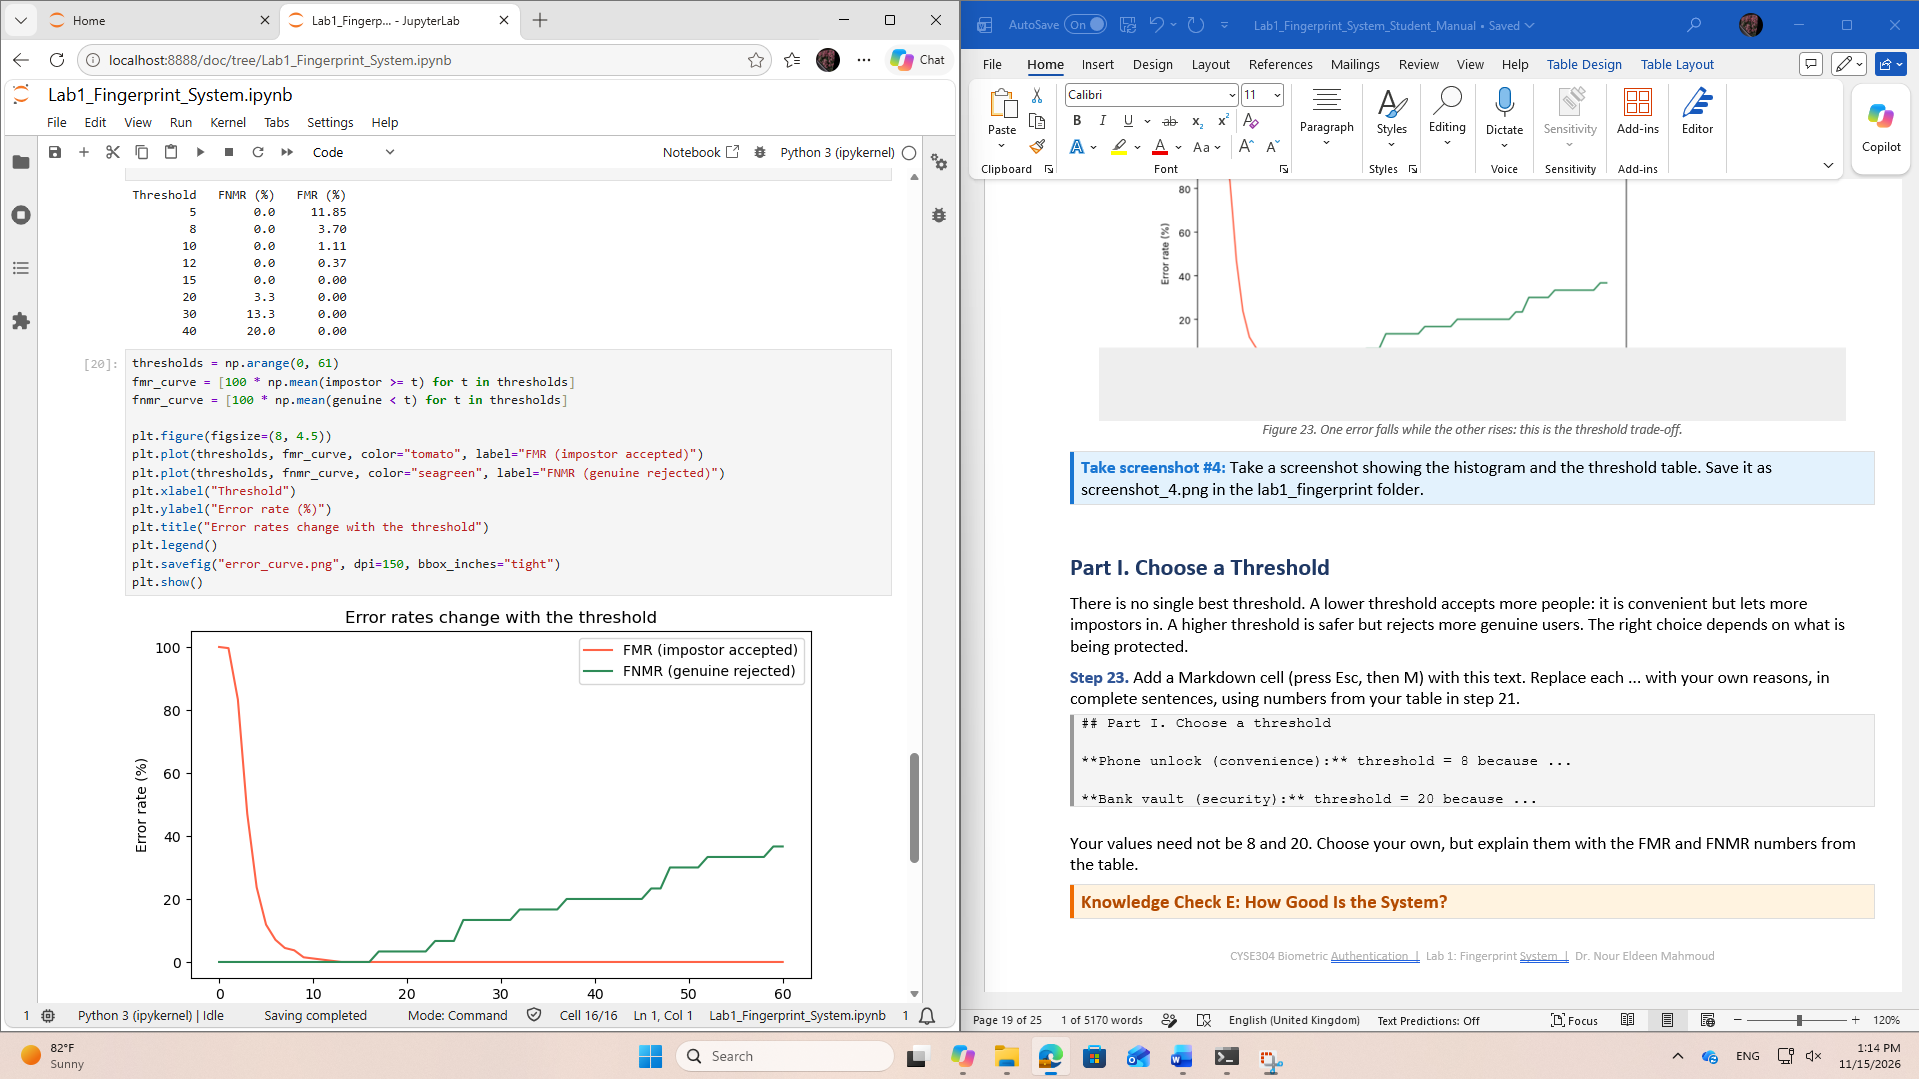 Home
Lab1_Fingerp... - JupyterLab
localhost:8888/doc/tree/Lab1_Fingerprint_System.ipynb
Chat
Lab1_Fingerprint_System.ipynb
File Edit View Run Kernel Tabs Settings Help
Code
Notebook
Python 3 (ipykernel)
Threshold FNMR (%) FMR (%)
5 0.0 11.85
8 0.0 3.70
10 0.0 1.11
12 0.0 0.37
15 0.0 0.00
20 3.3 0.00
30 13.3 0.00
40 20.0 0.00
[20]:
thresholds = np.arange(0, 61)
fmr_curve = [100 * np.mean(impostor >= t) for t in thresholds]
fnmr_curve = [100 * np.mean(genuine < t) for t in thresholds]
plt.figure(figsize=(8, 4.5))
plt.plot(thresholds, fmr_curve, color="tomato", label="FMR (impostor accepted)")
plt.plot(thresholds, fnmr_curve, color="seagreen", label="FNMR (genuine rejected)")
plt.xlabel("Threshold")
plt.ylabel("Error rate (%)")
plt.title("Error rates change with the threshold")
plt.legend()
plt.savefig("error_curve.png", dpi=150, bbox_inches="tight")
plt.show()
Error rates change with the threshold
FMR (impostor accepted)
FNMR (genuine rejected)
Error rate (%)
100
80
60
40
20
0
0 10 20 30 40 50 60
1 Python 3 (ipykernel) | Idle Saving completed Mode: Command Cell 16/16 Ln 1, Col 1 Lab1_Fingerprint_System.ipynb 1
AutoSave On
Lab1_Fingerprint_System_Student_Manual • Saved
File Home Insert Design Layout References Mailings Review View Help Table Design Table Layout
Paste
Clipboard
Calibri 11
B I U ab x₂ x²
A A Aa A A
Font
Paragraph
Styles
Styles
Editing
Dictate
Voice
Sensitivity
Sensitivity
Add-ins
Add-ins
Editor
Copilot
Error rate (%)
80
60
40
20
Figure 23. One error falls while the other rises: this is the threshold trade-off.
Take screenshot #4: Take a screenshot showing the histogram and the threshold table. Save it as
screenshot_4.png in the lab1_fingerprint folder.
Part I. Choose a Threshold
There is no single best threshold. A lower threshold accepts more people: it is convenient but lets more
impostors in. A higher threshold is safer but rejects more genuine users. The right choice depends on what is
being protected.
Step 23. Add a Markdown cell (press Esc, then M) with this text. Replace each ... with your own reasons, in
complete sentences, using numbers from your table in step 21.
## Part I. Choose a threshold
**Phone unlock (convenience):** threshold = 8 because ...
**Bank vault (security):** threshold = 20 because ...
Your values need not be 8 and 20. Choose your own, but explain them with the FMR and FNMR numbers from
the table.
Knowledge Check E: How Good Is the System?
CYSE304 Biometric Authentication | Lab 1: Fingerprint System | Dr. Nour Eldeen Mahmoud
Page 19 of 25 1 of 5170 words English (United Kingdom) Text Predictions: Off Focus 120%
82°F
Sunny
Search
ENG
1:14 PM
11/15/2026